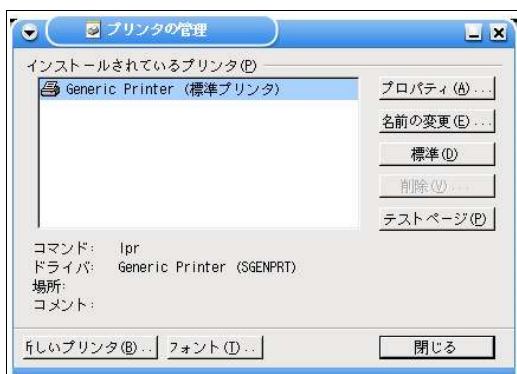 プリンタの管理
インストールされているプリンタ(P)
Generic Printer (標準プリンタ)
プロパティ(A)...
名前の変更(E)...
標準(D)
削除(V)...
テストページ(P)
コマンド: lpr
ドライバ: Generic Printer (SGENPRT)
場所:
コメント:
しいプリンタ(B)..
フォント(T)..
閉じる